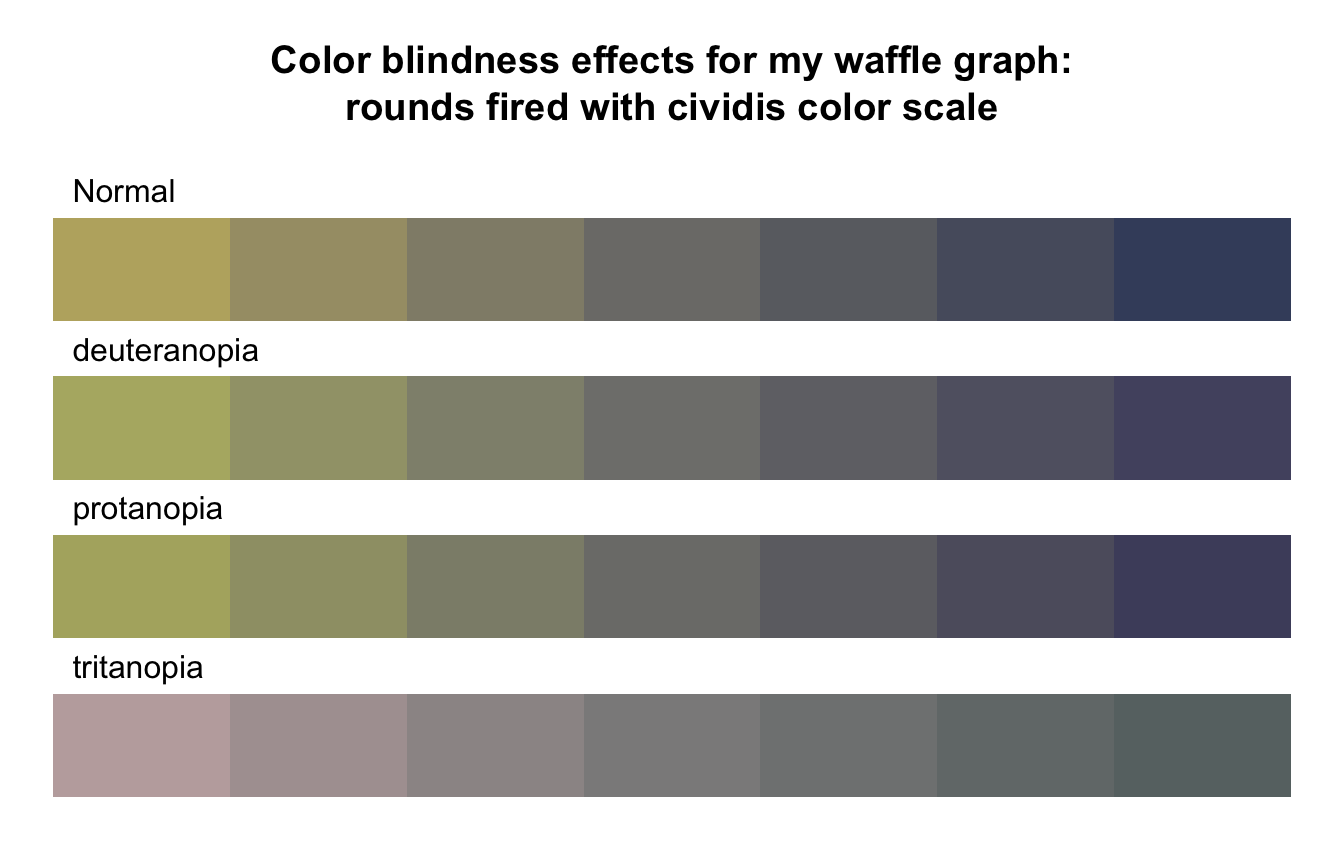 Color blindness effects for my waffle graph:
rounds fired with cividis color scale
Normal
deuteranopia
protanopia
tritanopia